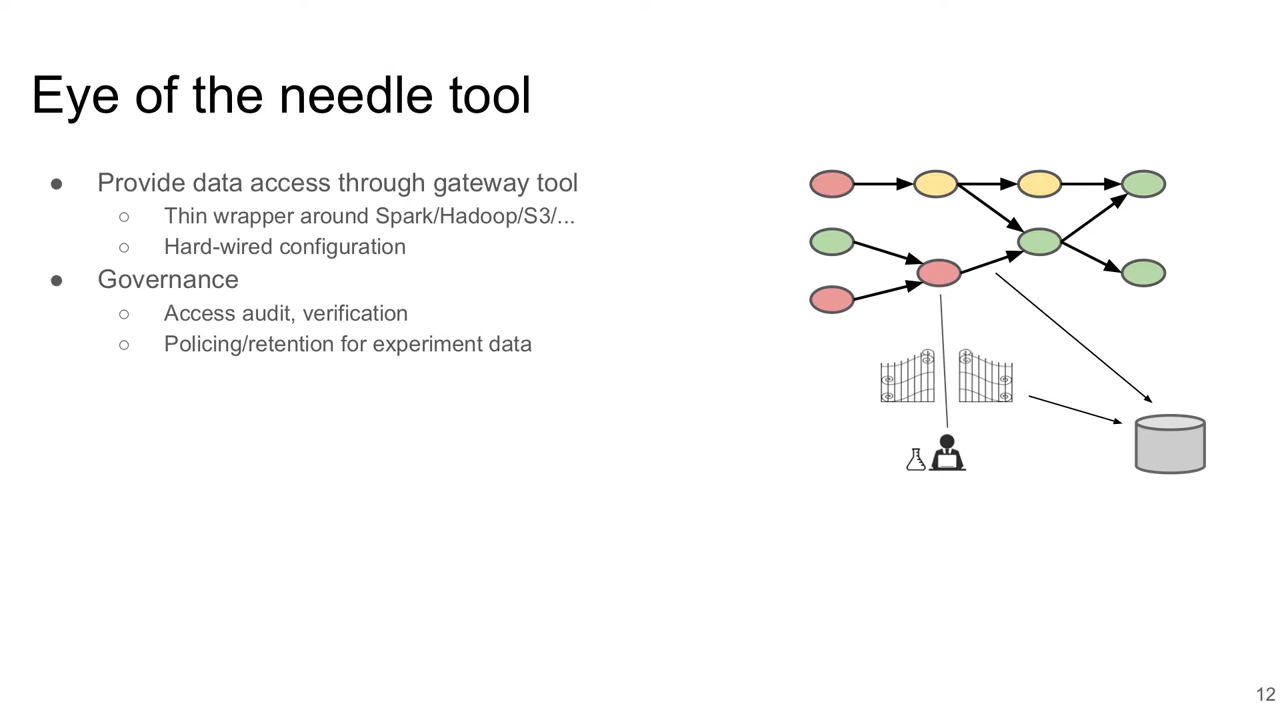 Eye of the needle tool
● Provide data access through gateway tool
○ Thin wrapper around Spark/Hadoop/S3/...
○ Hard-wired configuration
● Governance
○ Access audit, verification
○ Policing/retention for experiment data
12